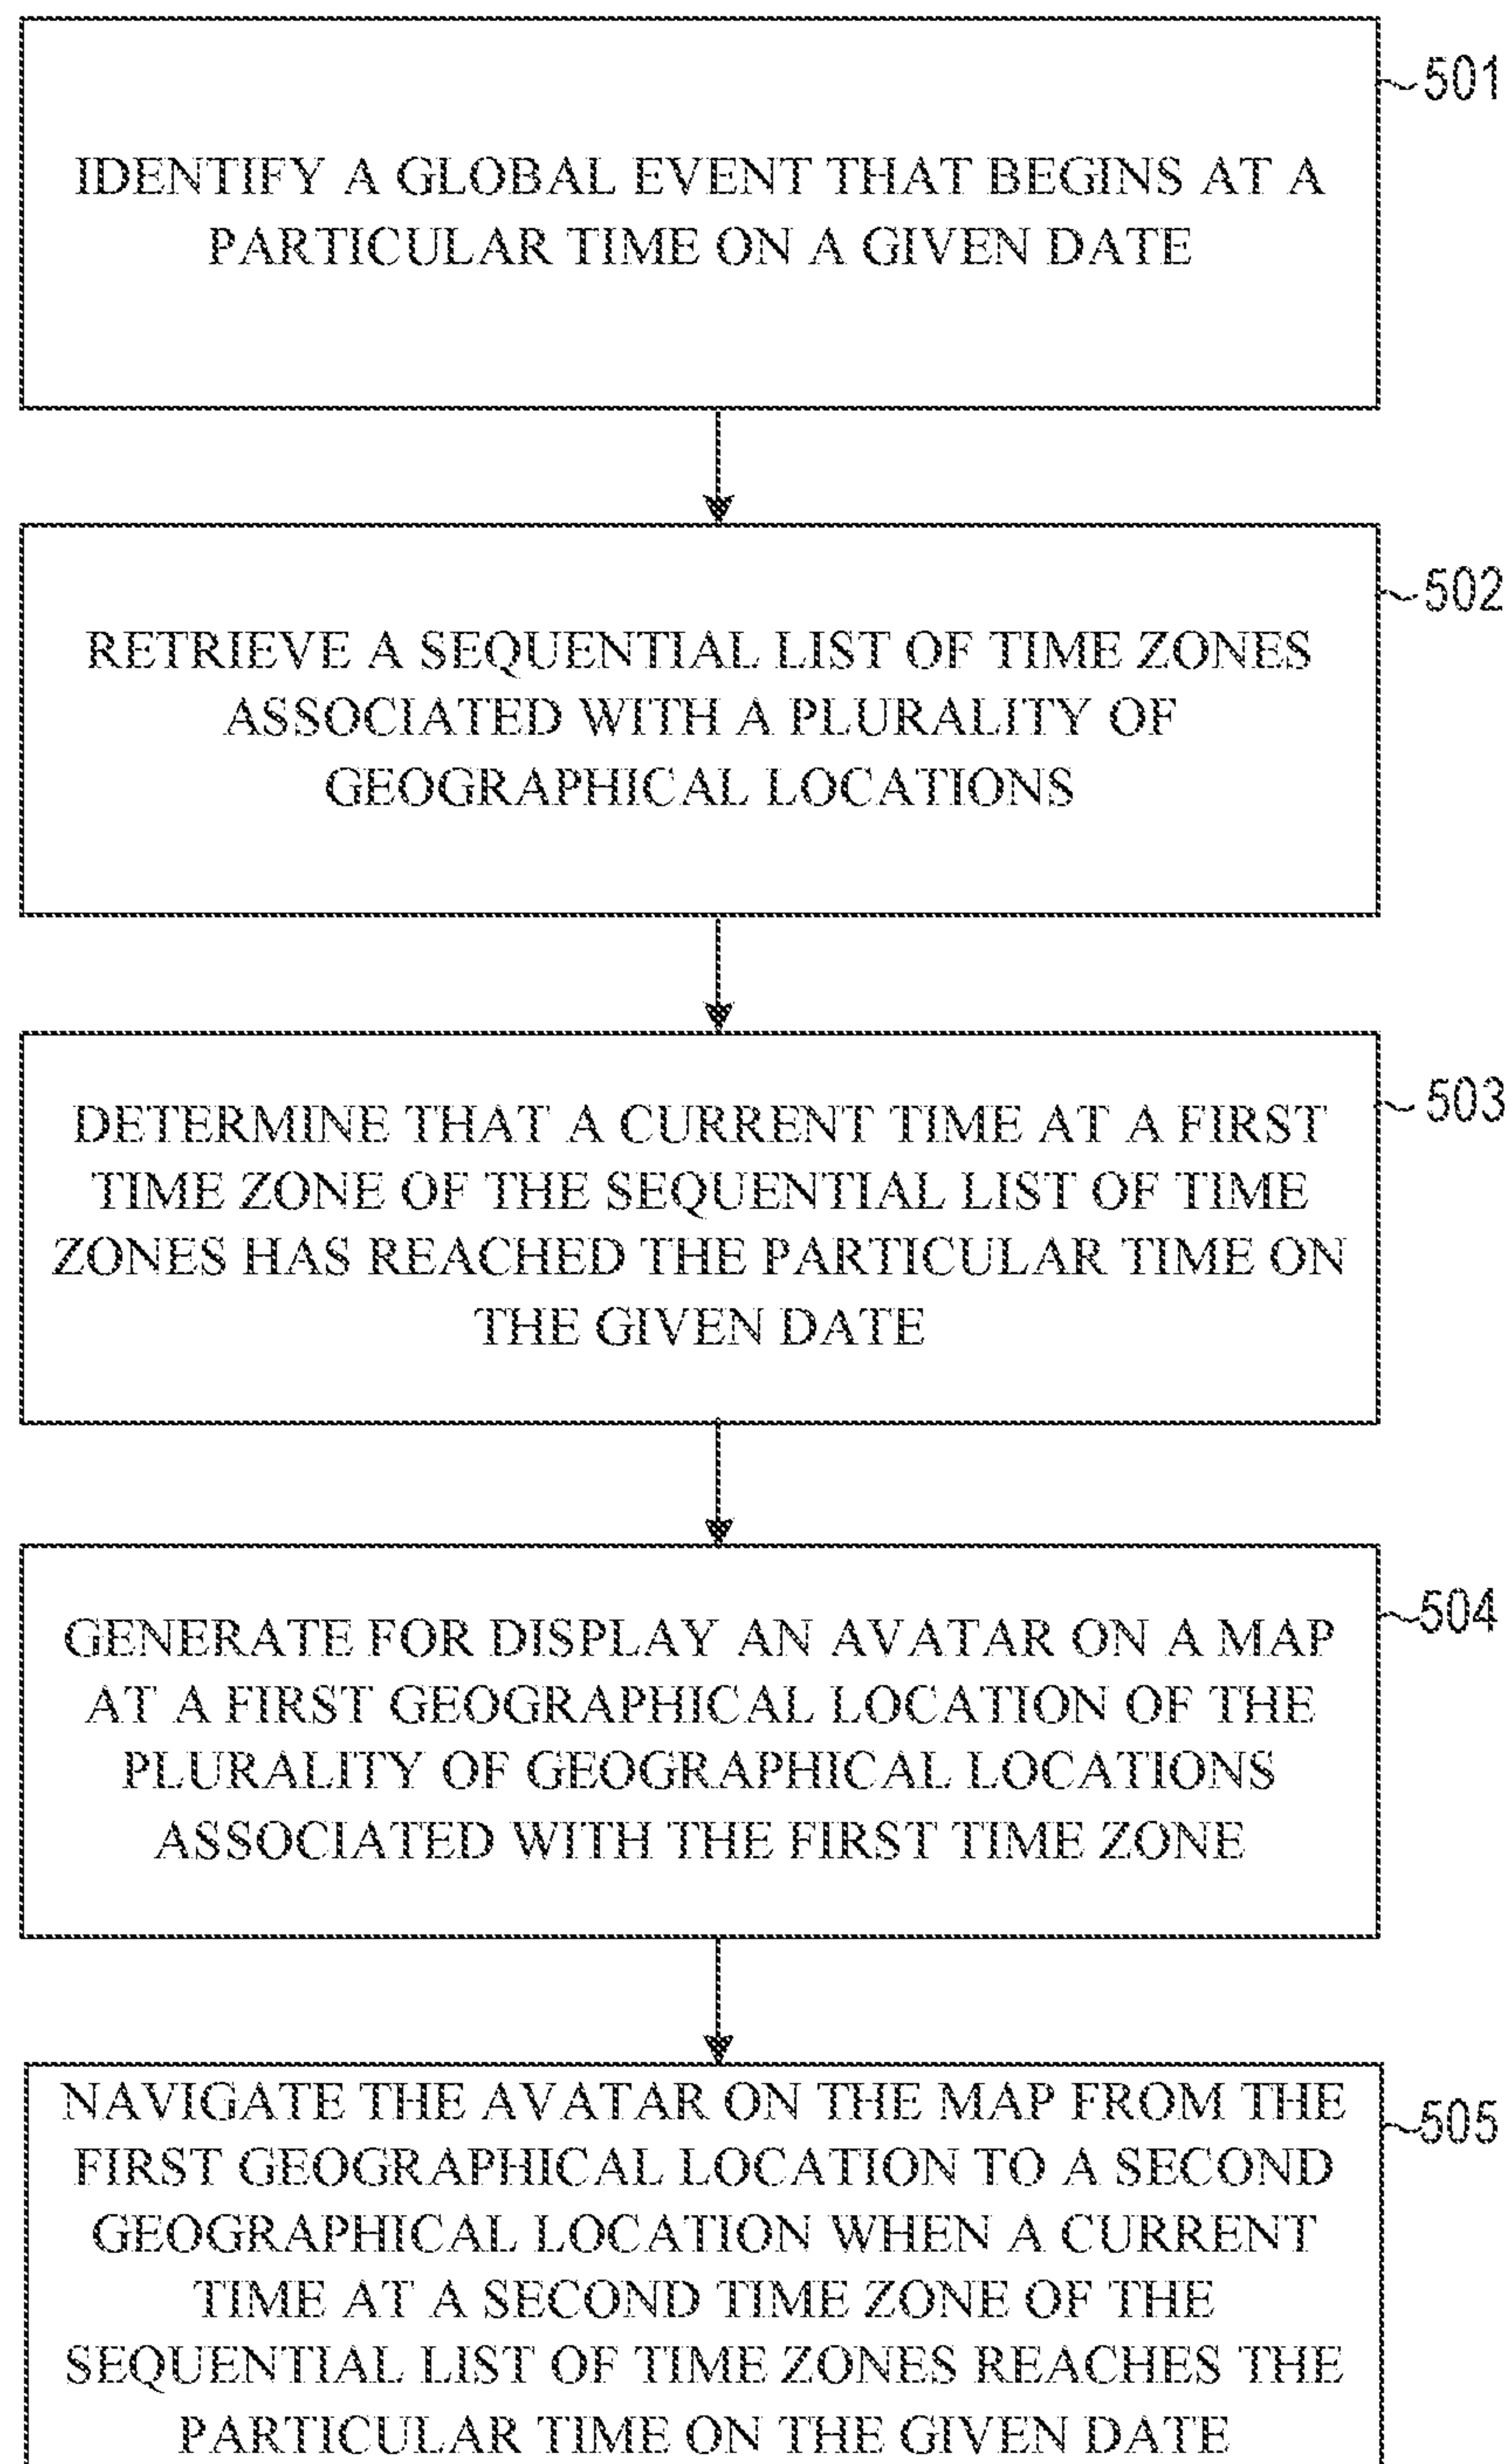 501
IDENTIFY A GLOBAL EVENT THAT BEGINS AT A
PARTICULAR TIME ON A GIVEN DATE
502
RETRIEVE A SEQUENTIAL LIST OF TIME ZONES
ASSOCIATED WITH A PLURALITY OF
GEOGRAPHICAL LOCATIONS
503
DETERMINE THAT A CURRENT TIME AT A FIRST
TIME ZONE OF THE SEQUENTIAL LIST OF TIME
ZONES HAS REACHED THE PARTICULAR TIME ON
THE GIVEN DATE
504
GENERATE FOR DISPLAY AN AVATAR ON A MAP
AT A FIRST GEOGRAPHICAL LOCATION OF THE
PLURALITY OF GEOGRAPHICAL LOCATIONS
ASSOCIATED WITH THE FIRST TIME ZONE
505
NAVIGATE THE AVATAR ON THE MAP FROM THE
FIRST GEOGRAPHICAL LOCATION TO A SECOND
GEOGRAPHICAL LOCATION WHEN A CURRENT
TIME AT A SECOND TIME ZONE OF THE
SEQUENTIAL LIST OF TIME ZONES REACHES THE
PARTICULAR TIME ON THE GIVEN DATE